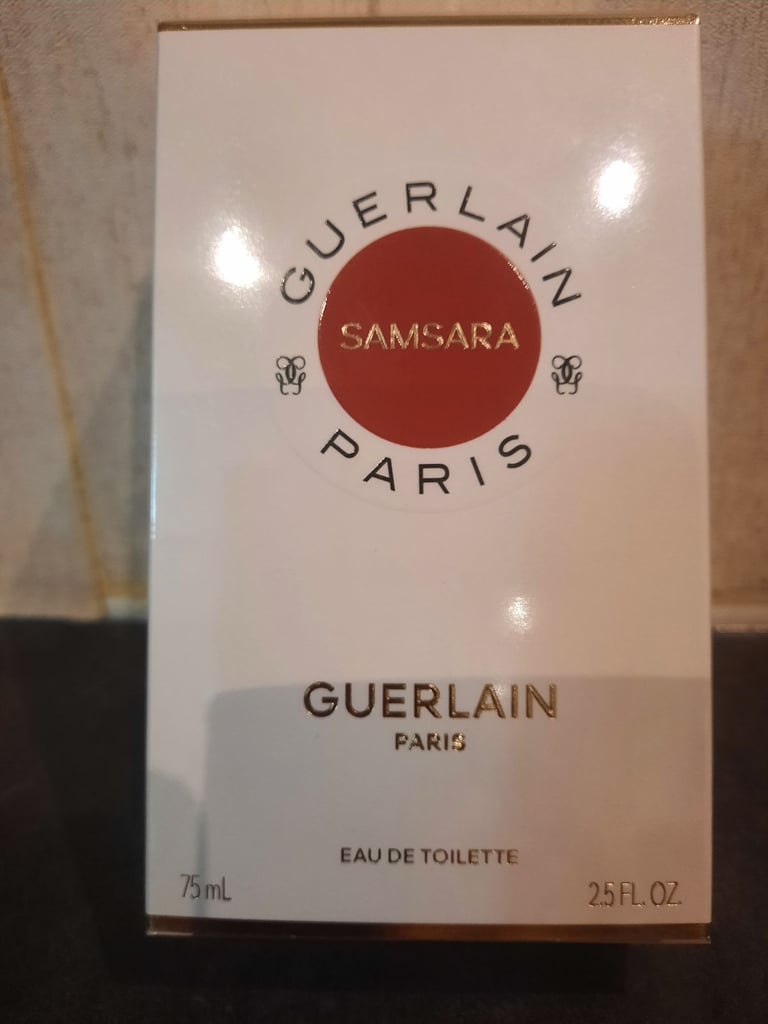 GUERLAIN
SAMSARA
PARIS
GUERLAIN
PARIS
EAU DE TOILETTE
75 mL
2.5 FL. OZ.